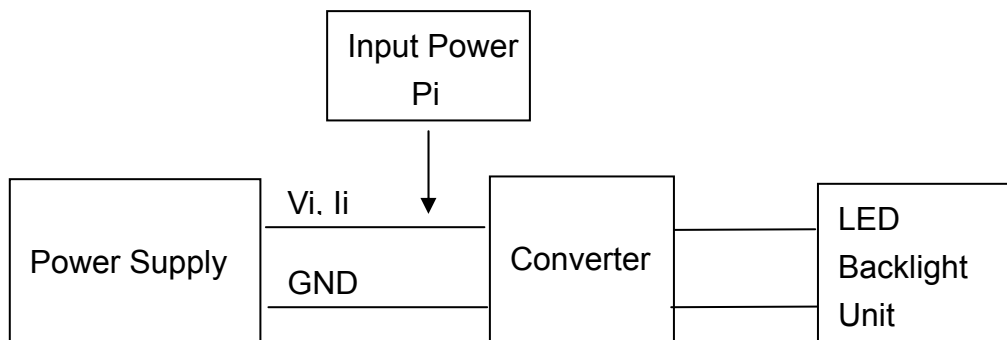 Input Power
Pi
Vi, Ii
Power Supply
GND
Converter
LED
Backlight
Unit